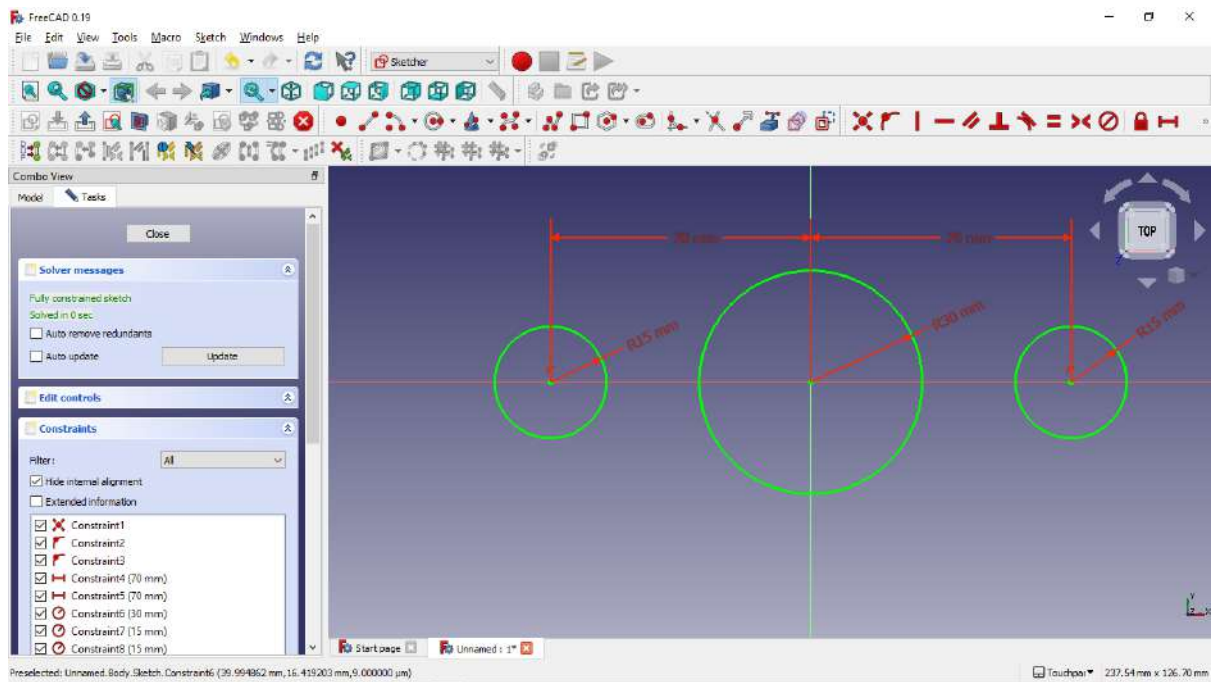 FreeCAD 0.19
File Edit View Tools Macro Sketch Windows Help
Sketcher
Combo View
Model Tasks
Close
Solver messages
Fully constrained sketch
Solved in 0 sec
Auto remove redundants
Auto update Update
Edit controls
Constraints
Filter: All
Hide internal alignment
Extended information
Constraint1
Constraint2
Constraint3
Constraint4 (70 mm)
Constraint5 (70 mm)
Constraint6 (30 mm)
Constraint7 (15 mm)
Constraint8 (15 mm)
70 mm 70 mm
R15 mm R30 mm R15 mm
TOP
Z
Y
Z X
Start page Unnamed : 1*
Preselected: Unnamed.Body.Sketch.Constraint6 (39.994862 mm,16.419203 mm,9.000000 µm) Touchpar 237.54 mm x 126.70 mm